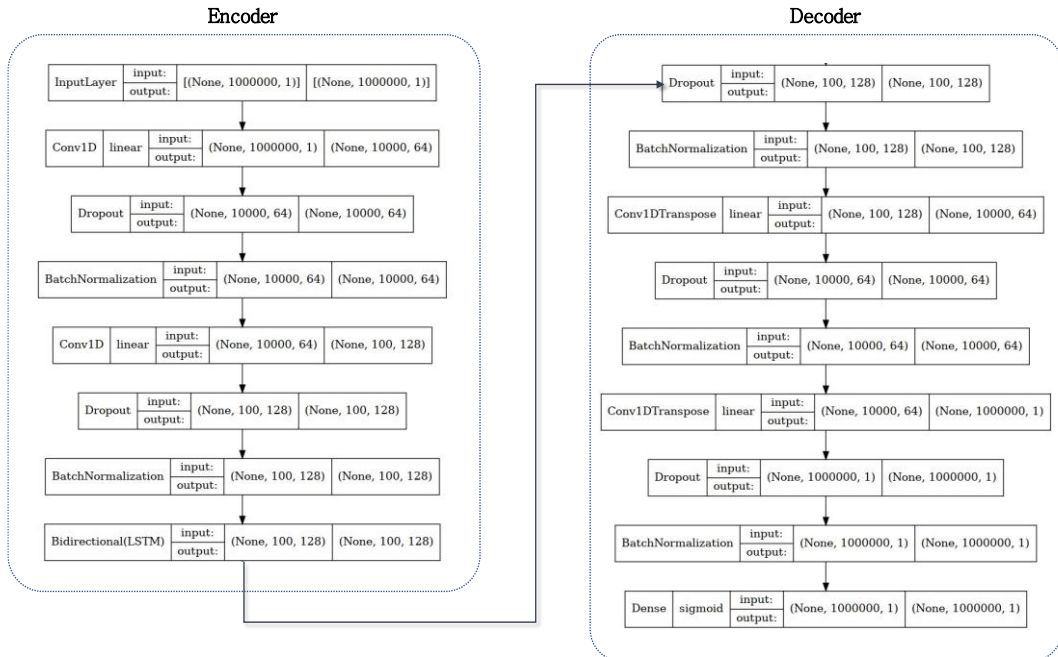 Encoder
InputLayer input: output: [(None, 1000000, 1)] [(None, 1000000, 1)]
Conv1D linear input: output: (None, 1000000, 1) (None, 10000, 64)
Dropout input: output: (None, 10000, 64) (None, 10000, 64)
BatchNormalization input: output: (None, 10000, 64) (None, 10000, 64)
Conv1D linear input: output: (None, 10000, 64) (None, 100, 128)
Dropout input: output: (None, 100, 128) (None, 100, 128)
BatchNormalization input: output: (None, 100, 128) (None, 100, 128)
Bidirectional(LSTM) input: output: (None, 100, 128) (None, 100, 128)
Decoder
Dropout input: output: (None, 100, 128) (None, 100, 128)
BatchNormalization input: output: (None, 100, 128) (None, 100, 128)
Conv1DTranspose linear input: output: (None, 100, 128) (None, 10000, 64)
Dropout input: output: (None, 10000, 64) (None, 10000, 64)
BatchNormalization input: output: (None, 10000, 64) (None, 10000, 64)
Conv1DTranspose linear input: output: (None, 10000, 64) (None, 1000000, 1)
Dropout input: output: (None, 1000000, 1) (None, 1000000, 1)
BatchNormalization input: output: (None, 1000000, 1) (None, 1000000, 1)
Dense sigmoid input: output: (None, 1000000, 1) (None, 1000000, 1)